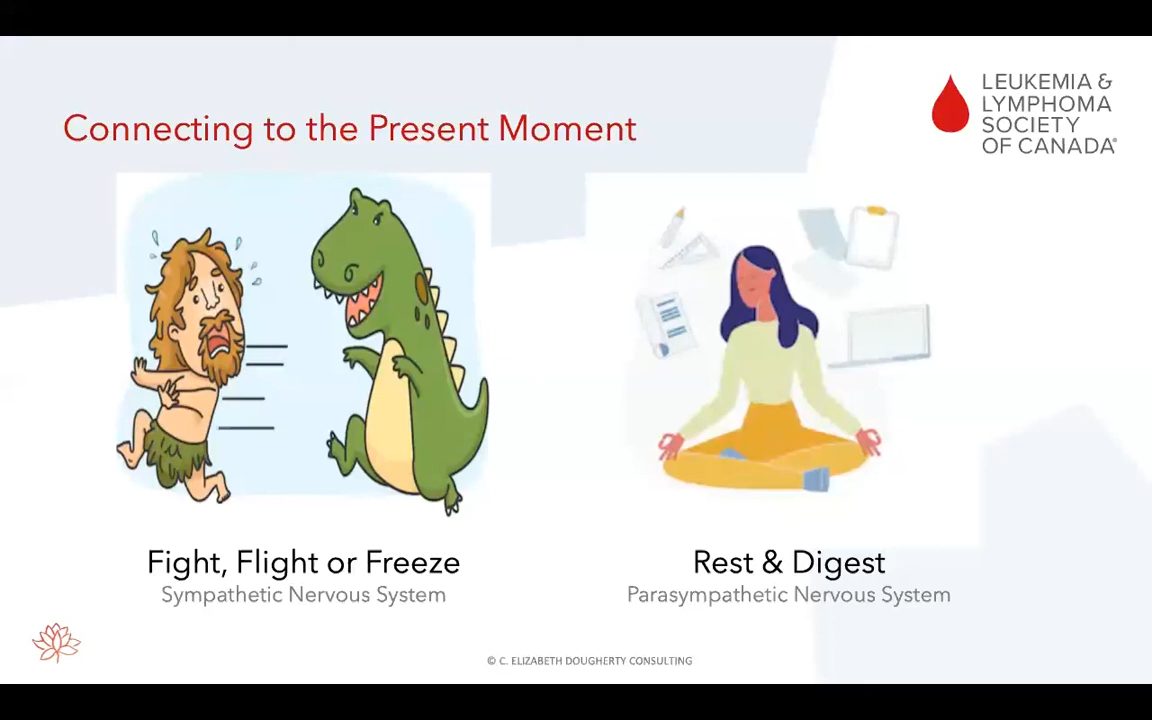 LEUKEMIA &
LYMPHOMA
SOCIETY
OF CANADA®
Connecting to the Present Moment
Fight, Flight or Freeze
Sympathetic Nervous System
Rest & Digest
Parasympathetic Nervous System
© C. ELIZABETH DOUGHERTY CONSULTING